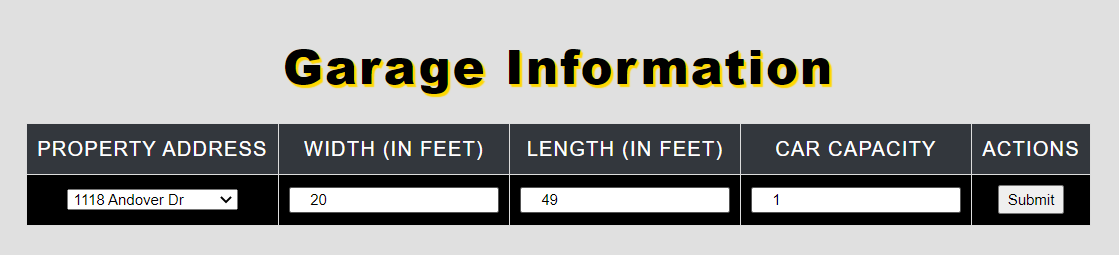 Garage Information
PROPERTY ADDRESS WIDTH (IN FEET) LENGTH (IN FEET) CAR CAPACITY ACTIONS
1118 Andover Dr 20 49 1 Submit